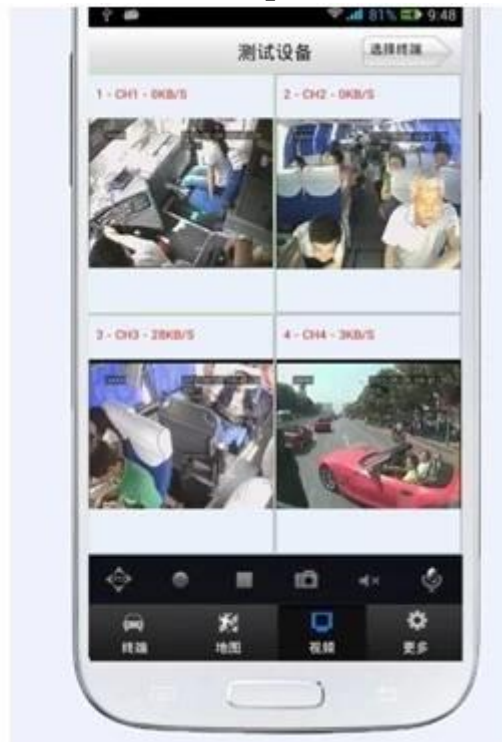 81% 9:48
测试设备
选择终端
1 - CH1 - 0KB/S
2 - CH2 - 0KB/S
3 - CH3 - 28KB/S
4 - CH4 - 3KB/S
终端
地图
视频
更多